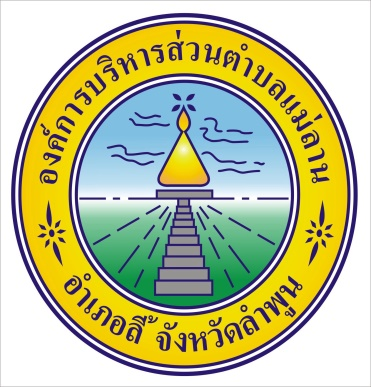 องค์การบริหารส่วนตำบลแม่ลาน
อำเภอลี้ จังหวัดลำพูน